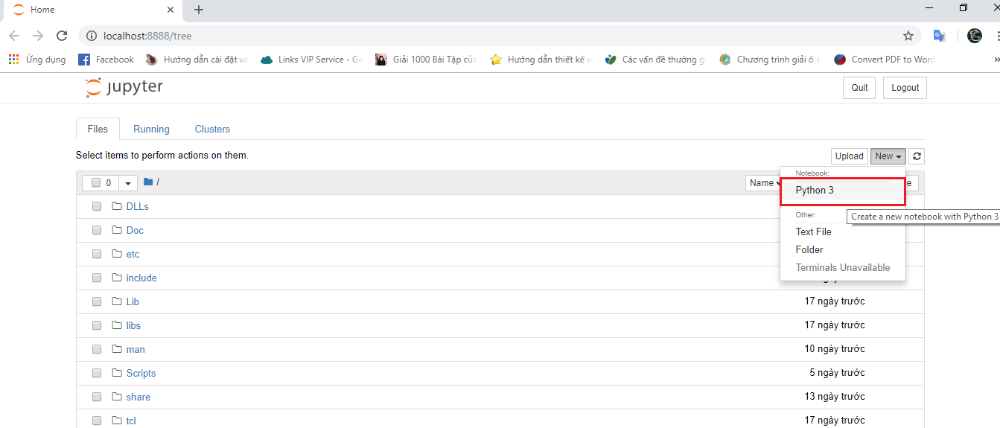 Home
localhost:8888/tree
Ứng dụng Facebook Hướng dẫn cài đặt và Links VIP Service - Ge Giải 1000 Bài Tập của Hướng dẫn thiết kế w Các vấn đề thường g Chương trình giải ô s Convert PDF to Word
jupyter Quit Logout
Files Running Clusters
Select items to perform actions on them. Upload New
0 / Name e
Notebook:
Python 3
Create a new notebook with Python 3
Other:
Text File
Folder
Terminals Unavailable
DLLs
Doc
etc
include
Lib 17 ngày trước
libs 17 ngày trước
man 10 ngày trước
Scripts 5 ngày trước
share 13 ngày trước
tcl 17 ngày trước